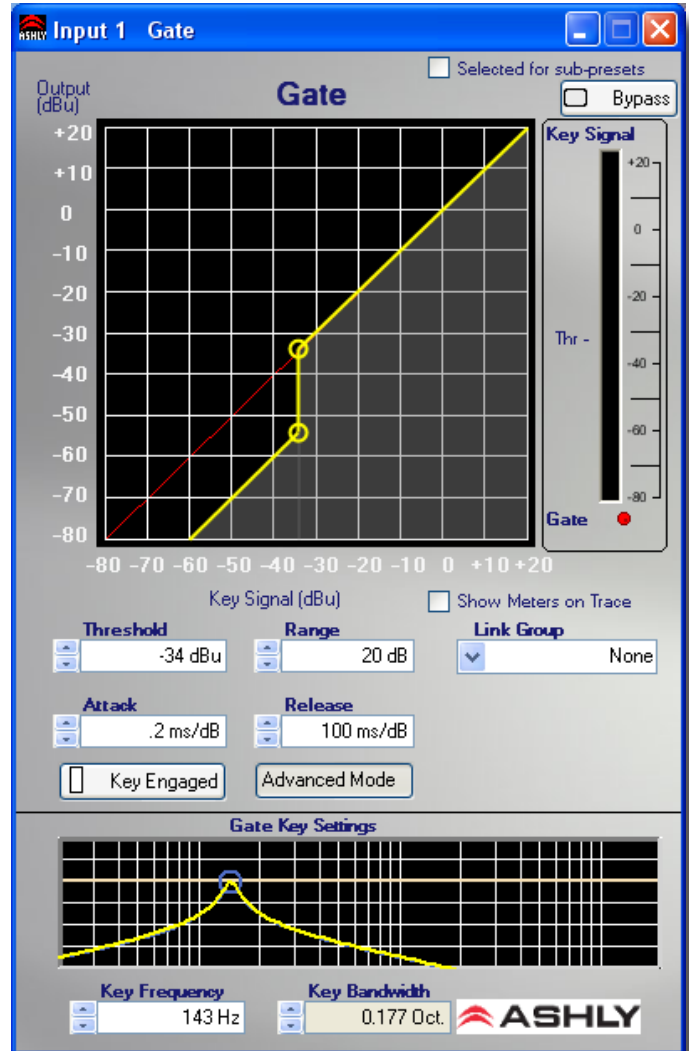 ASHLY Input 1 Gate
Selected for sub-presets
Output
(dBu)
Gate
Bypass
+20
+10
0
-10
-20
-30
-40
-50
-60
-70
-80
-80 -70 -60 -50 -40 -30 -20 -10 0 +10 +20
Key Signal (dBu)
Key Signal
+20
0
-20
Thr -
-40
-60
-80
Gate
Show Meters on Trace
Threshold Range Link Group
-34 dBu 20 dB None
Attack Release
.2 ms/dB 100 ms/dB
Key Engaged Advanced Mode
Gate Key Settings
Key Frequency Key Bandwidth
143 Hz 0.177 Oct. ASHLY